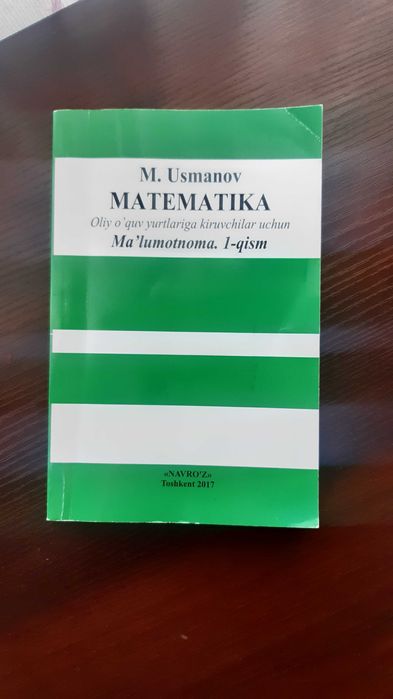 M. Usmanov
MATEMATIKA
Oliy o`quv yurtlariga kiruvchilar uchun
Ma’lumotnoma. 1-qism
«NAVRO’Z»
Toshkent 2017